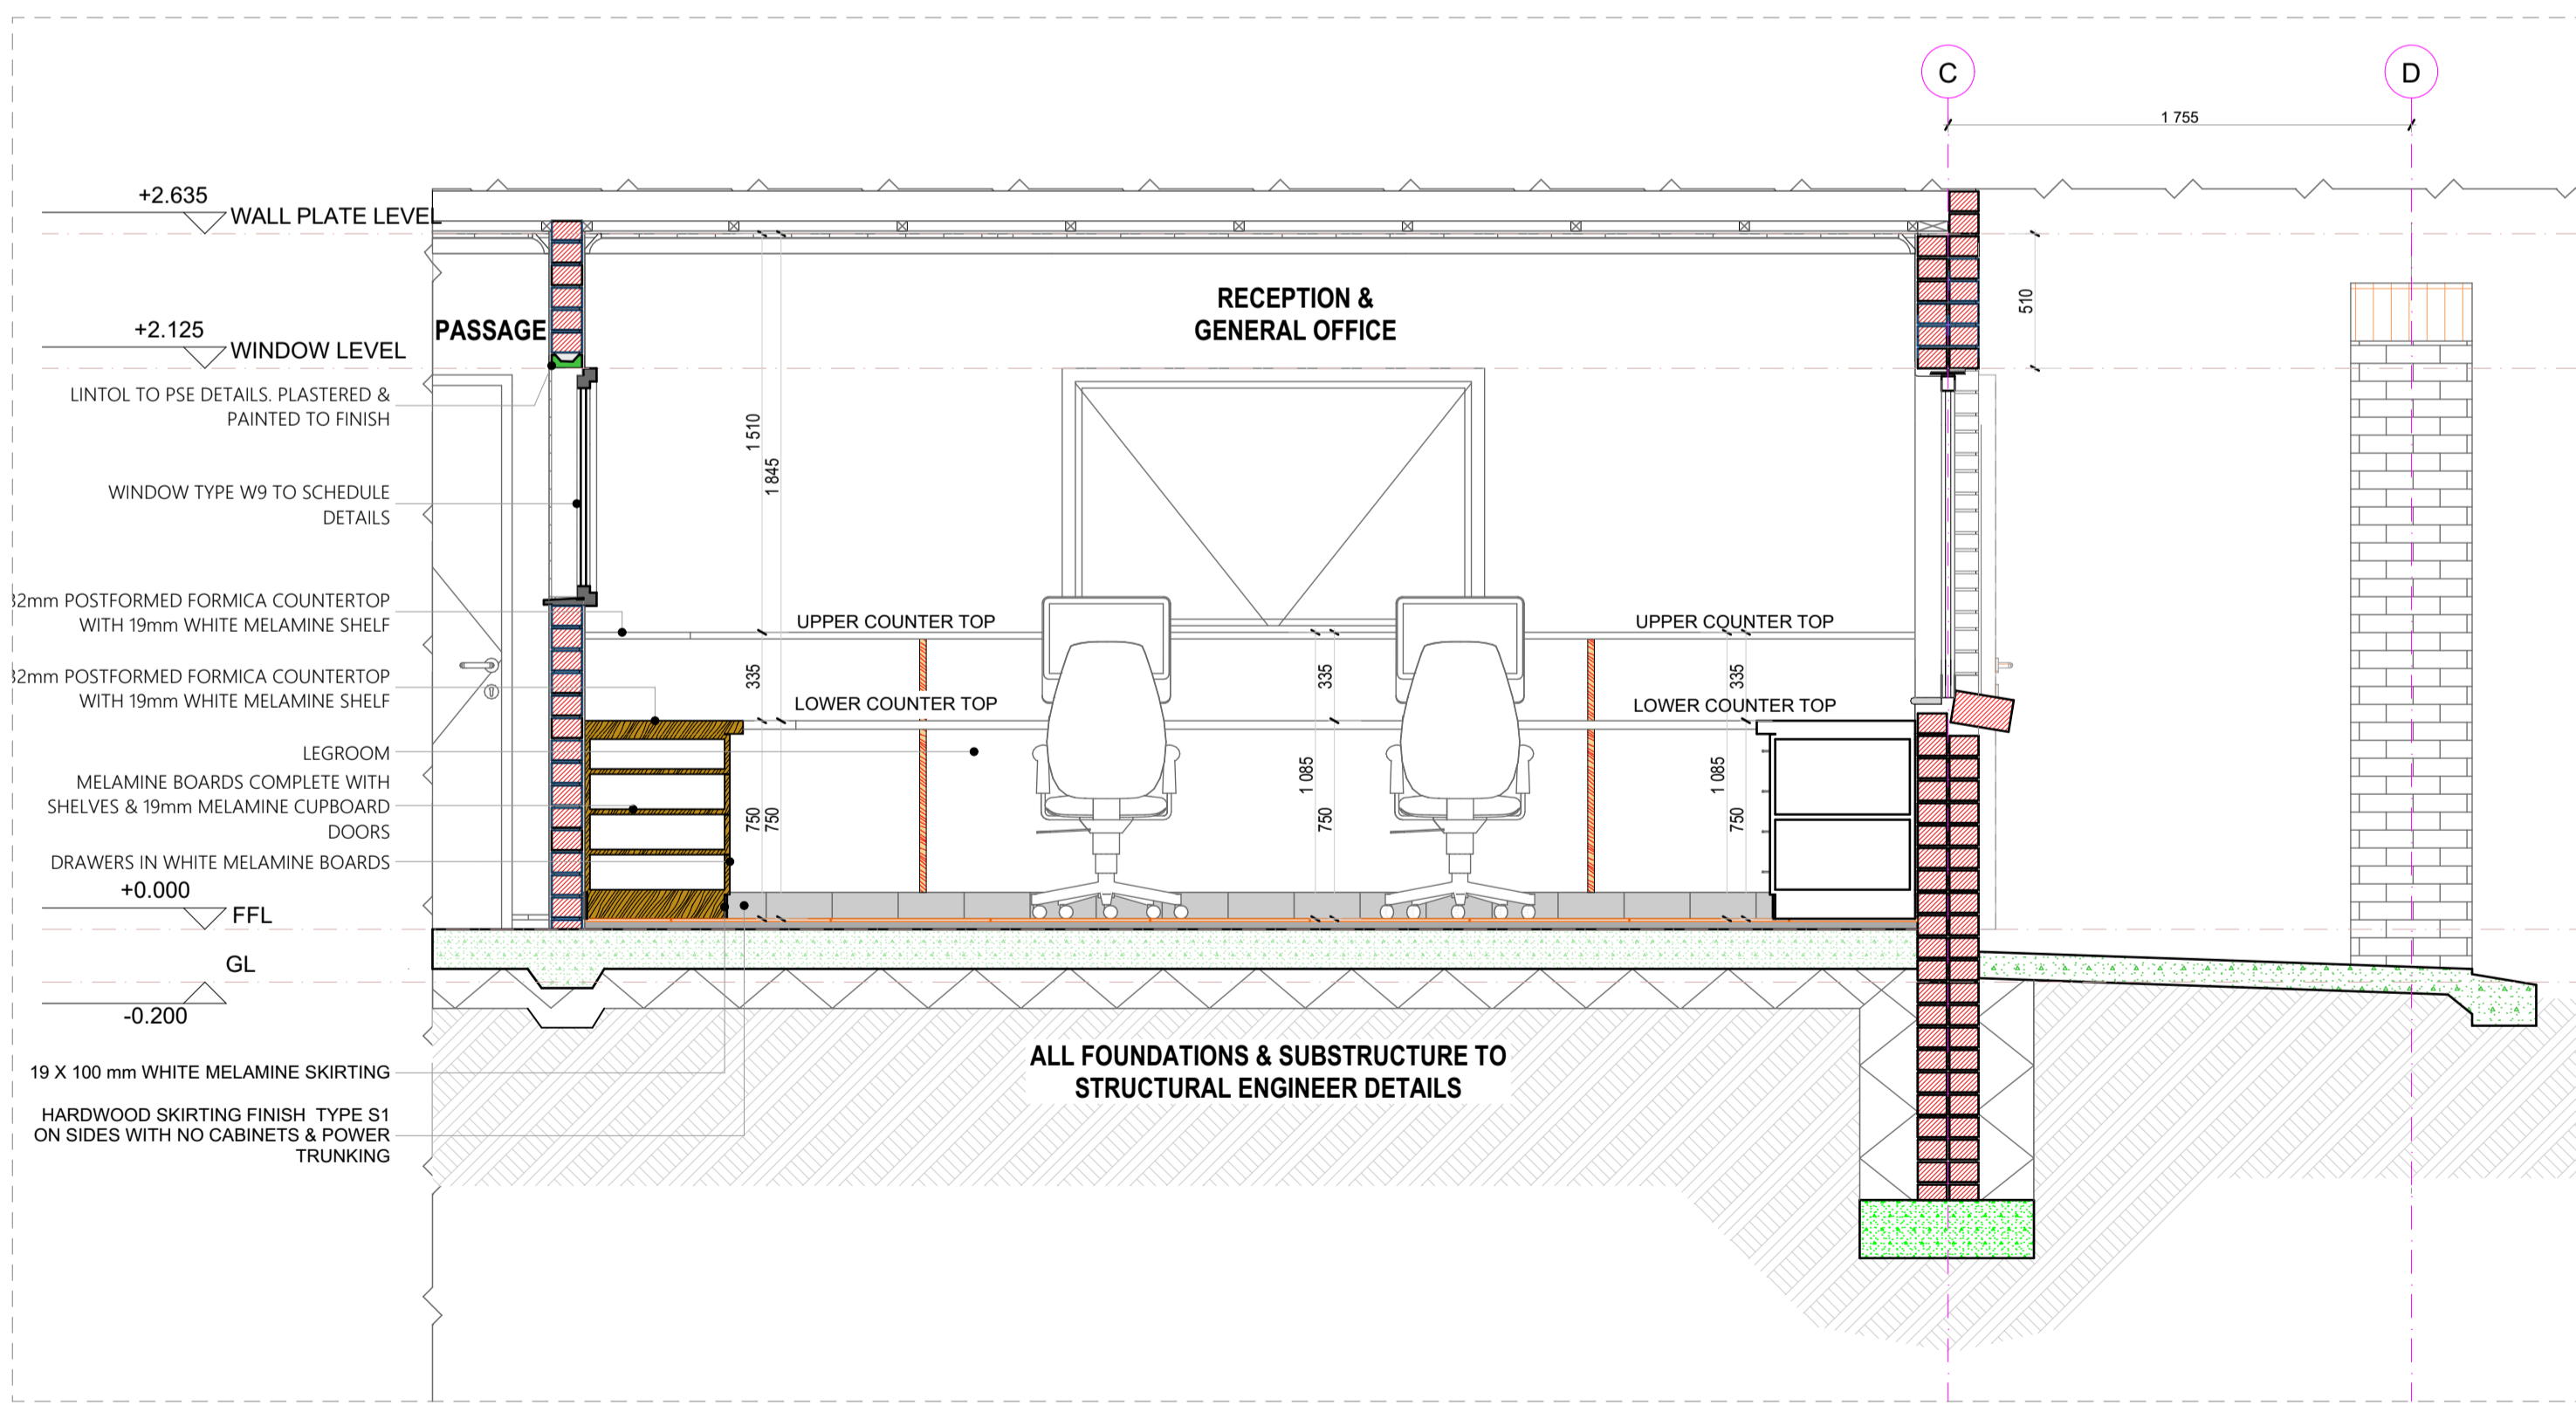 C
D
1 755
+2.635
WALL PLATE LEVEL
RECEPTION &
GENERAL OFFICE
510
+2.125
PASSAGE
WINDOW LEVEL
LINTOL TO PSE DETAILS. PLASTERED &
PAINTED TO FINISH
1 510
1 845
WINDOW TYPE W9 TO SCHEDULE
DETAILS
32mm POSTFORMED FORMICA COUNTERTOP
WITH 19mm WHITE MELAMINE SHELF
UPPER COUNTER TOP
UPPER COUNTER TOP
335
335
335
32mm POSTFORMED FORMICA COUNTERTOP
WITH 19mm WHITE MELAMINE SHELF
LOWER COUNTER TOP
LOWER COUNTER TOP
LEGROOM
MELAMINE BOARDS COMPLETE WITH
SHELVES & 19mm MELAMINE CUPBOARD
DOORS
750
750
1 085
750
1 085
750
DRAWERS IN WHITE MELAMINE BOARDS
+0.000
FFL
GL
-0.200
ALL FOUNDATIONS & SUBSTRUCTURE TO
STRUCTURAL ENGINEER DETAILS
19 X 100 mm WHITE MELAMINE SKIRTING
HARDWOOD SKIRTING FINISH TYPE S1
ON SIDES WITH NO CABINETS & POWER
TRUNKING